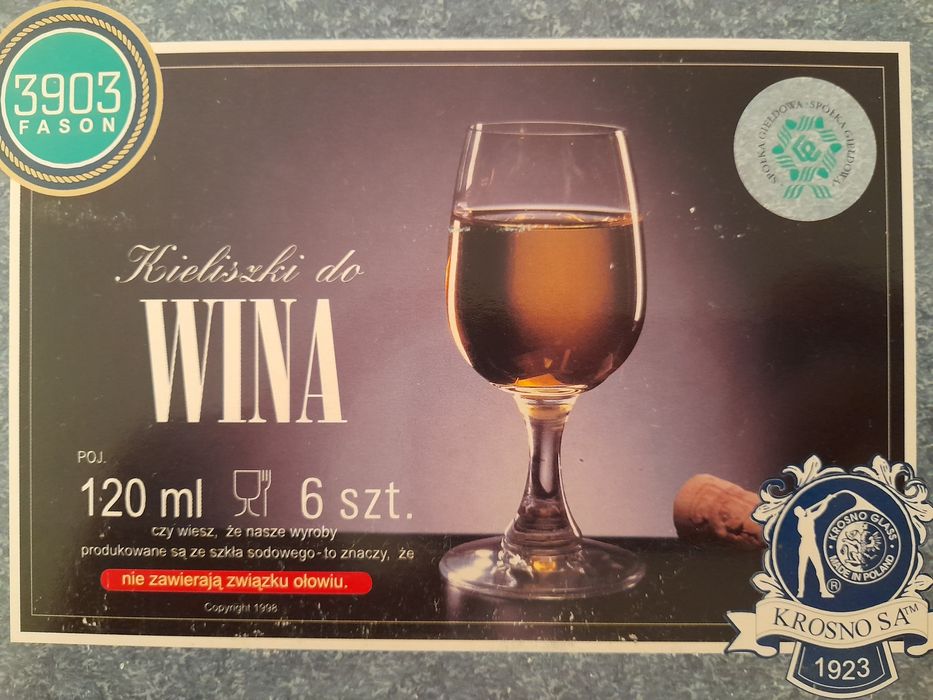 3903
FASON
SPÓŁKA GIEŁDOWA · SPÓŁKA GIEŁDOWA ·
Kieliszki do
WINA
POJ.
120 ml 6 szt.
czy wiesz, że nasze wyroby
produkowane są ze szkła sodowego - to znaczy, że
nie zawierają związku ołowiu.
Copyright 1998
· KROSNO GLASS ·
MADE IN POLAND
®
KROSNO SA™
1923